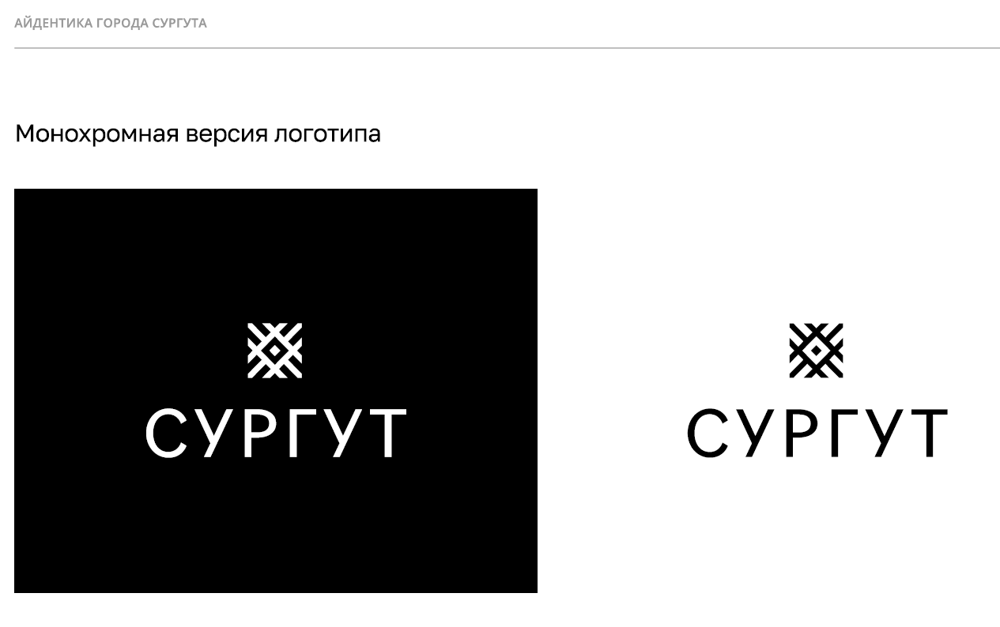 АЙДЕНТИКА ГОРОДА СУРГУТА
Монохромная версия логотипа
СУРГУТ
СУРГУТ